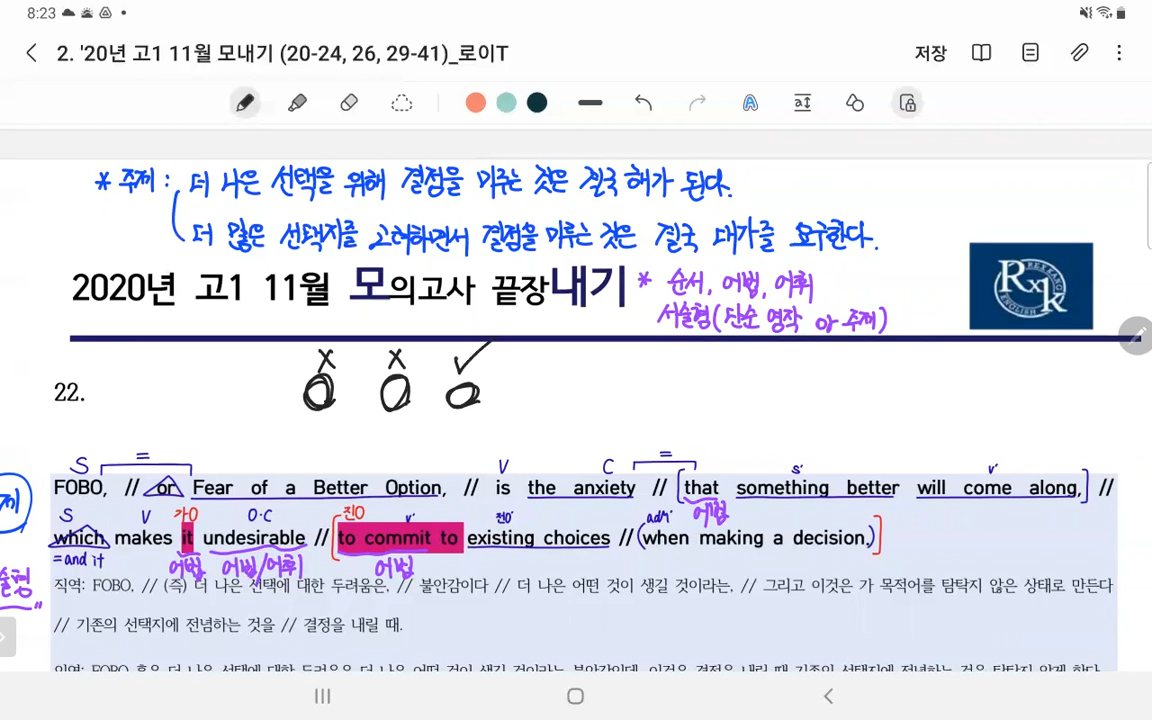 8:23
2. '20년 고1 11월 모내기 (20-24, 26, 29-41)_로이T
저장
* 주제 : 더 나은 선택을 위해 결정을 미루는 것은 결국 해가 된다.
더 많은 선택지를 고려하면서 결정을 미루는 것은 결국 대가를 요구한다.
2020년 고1 11월 모의고사 끝장내기
* 순서, 어법, 어휘
서술형(단순 영작 or 주제)
RESEARCH
RxK
ENGLISH
22.
X X ✓
S = V C = s' v'
FOBO, // or Fear of a Better Option, // is the anxiety // [that something better will come along,] //
제
어법
S V 가O O·C 진O v' 전o' adv'
which makes it undesirable // [to commit to existing choices // (when making a decision.)]
= and it 어법 어법/어휘 어법
직역: FOBO, // (즉) 더 나은 선택에 대한 두려움은, // 불안감이다 // 더 나은 어떤 것이 생길 것이라는, // 그리고 이것은 가 목적어를 탐탁지 않은 상태로 만든다
술형"
// 기존의 선택지에 전념하는 것을 // 결정을 내릴 때.